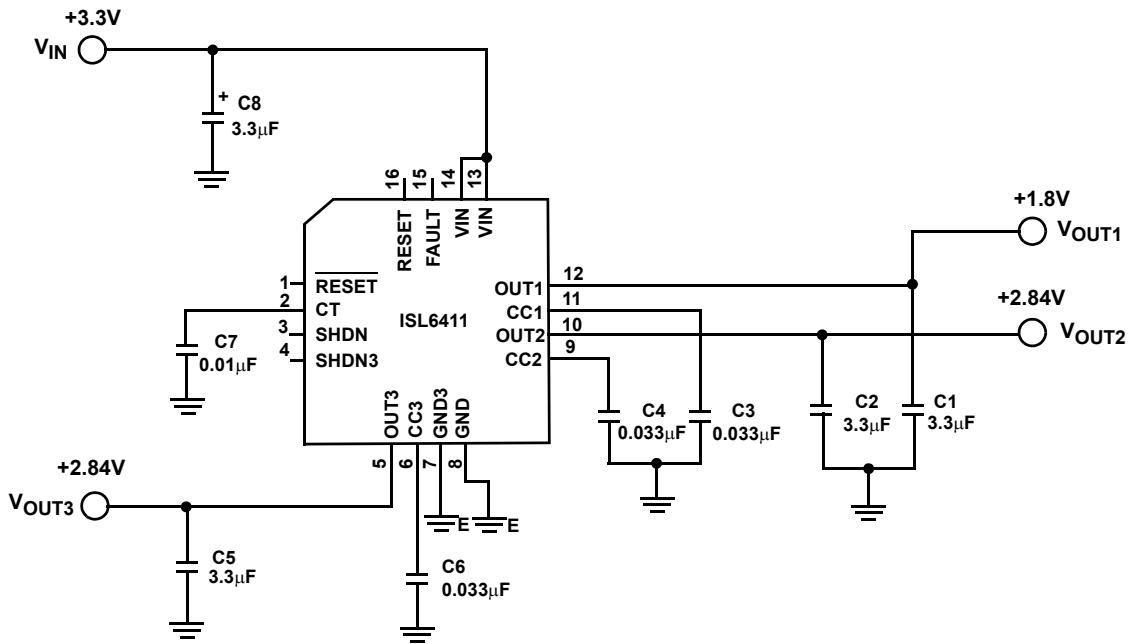 +3.3V
VIN
+
C8
3.3μF
16
15
14
13
RESET
FAULT
VIN
VIN
+1.8V
VOUT1
1
RESET
2
CT
3
SHDN
4
SHDN3
ISL6411
OUT1
12
CC1
11
OUT2
10
CC2
9
+2.84V
VOUT2
C7
0.01μF
OUT3
CC3
GND3
GND
5
6
7
8
C4
0.033μF
C3
0.033μF
C2
3.3μF
C1
3.3μF
+2.84V
VOUT3
E
E
C5
3.3μF
C6
0.033μF